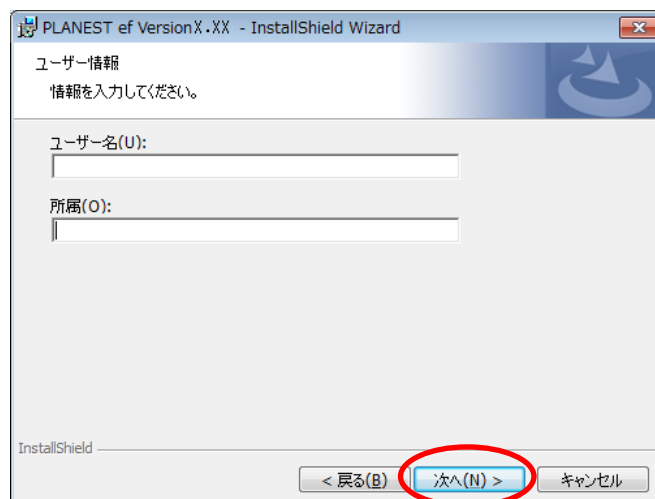 PLANEST ef VersionX.XX - InstallShield Wizard
ユーザー情報
情報を入力してください。
ユーザー名(U):
所属(O):
InstallShield
< 戻る(B) 次へ(N) > キャンセル